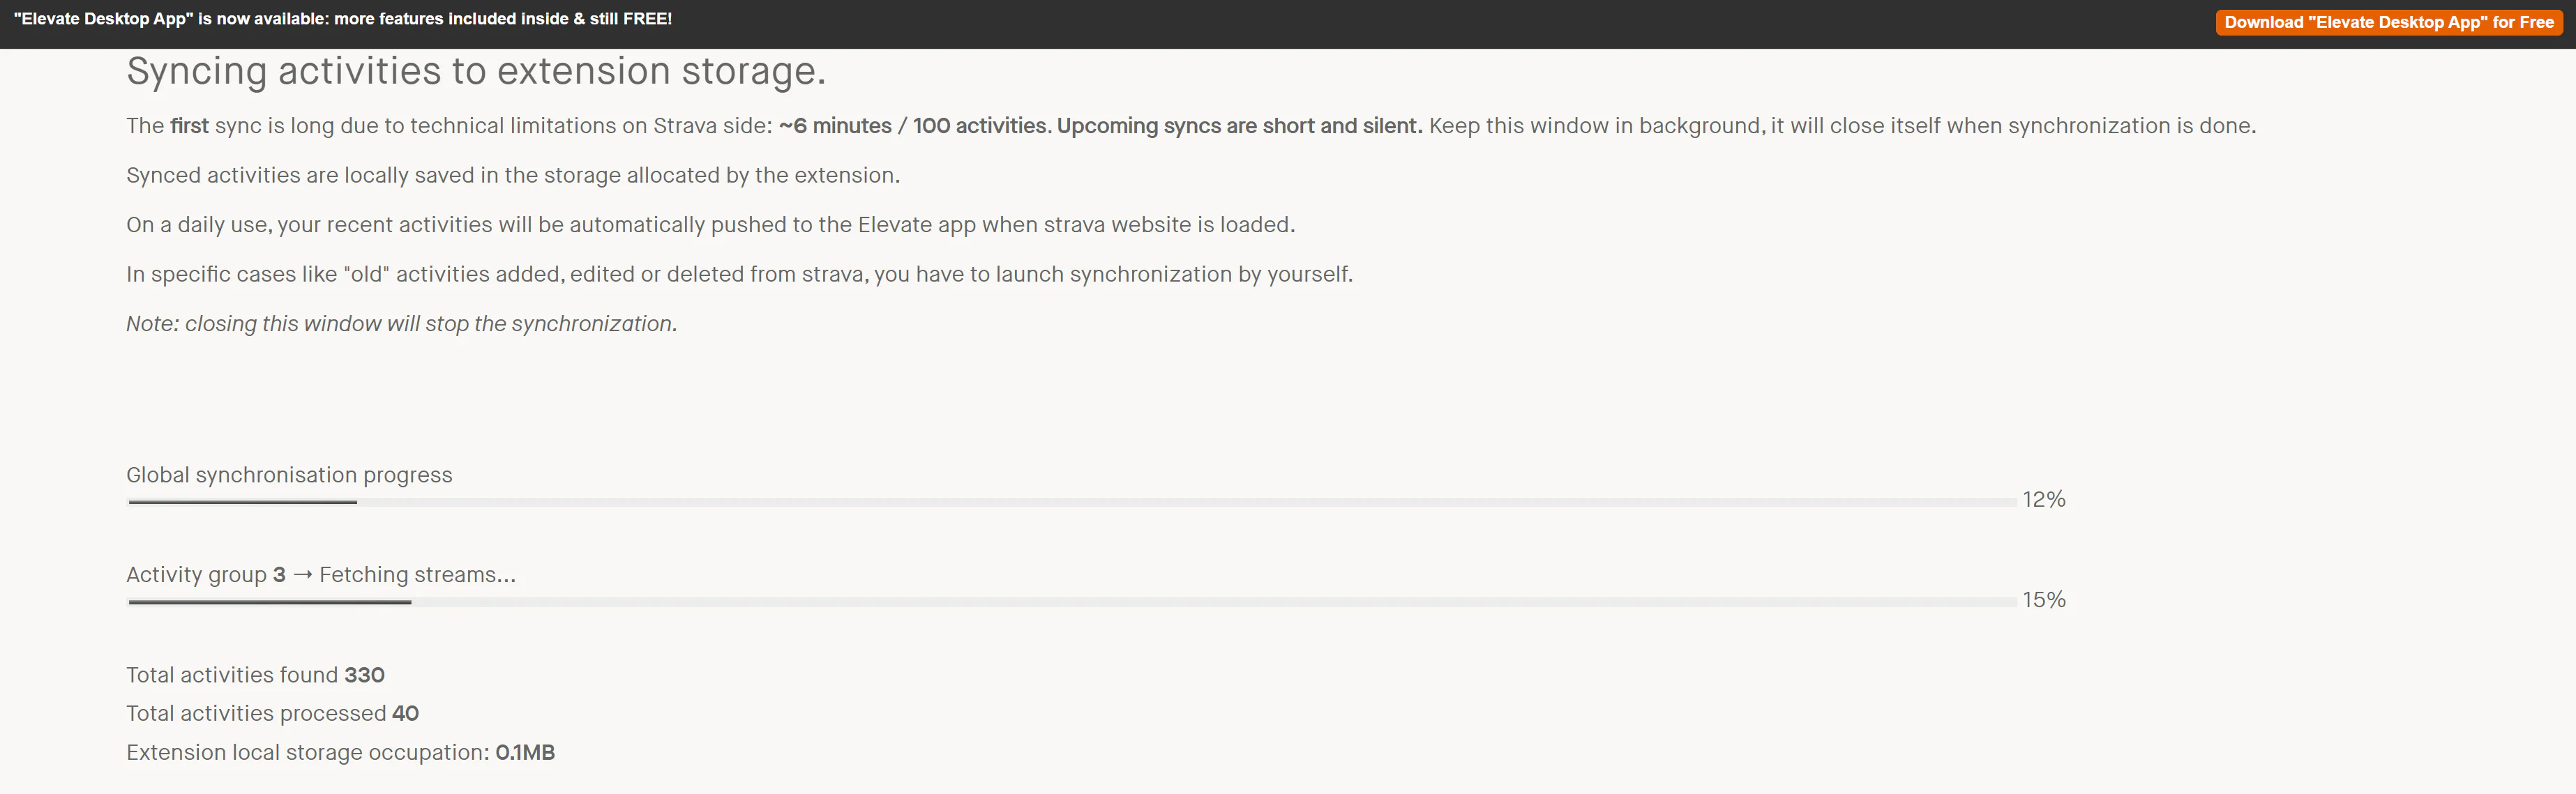 "Elevate Desktop App" is now available: more features included inside & still FREE!
Download "Elevate Desktop App" for Free
Syncing activities to extension storage.
The first sync is long due to technical limitations on Strava side: ~6 minutes / 100 activities. Upcoming syncs are short and silent. Keep this window in background, it will close itself when synchronization is done.
Synced activities are locally saved in the storage allocated by the extension.
On a daily use, your recent activities will be automatically pushed to the Elevate app when strava website is loaded.
In specific cases like "old" activities added, edited or deleted from strava, you have to launch synchronization by yourself.
Note: closing this window will stop the synchronization.
Global synchronisation progress
12%
Activity group 3 → Fetching streams...
15%
Total activities found 330
Total activities processed 40
Extension local storage occupation: 0.1MB